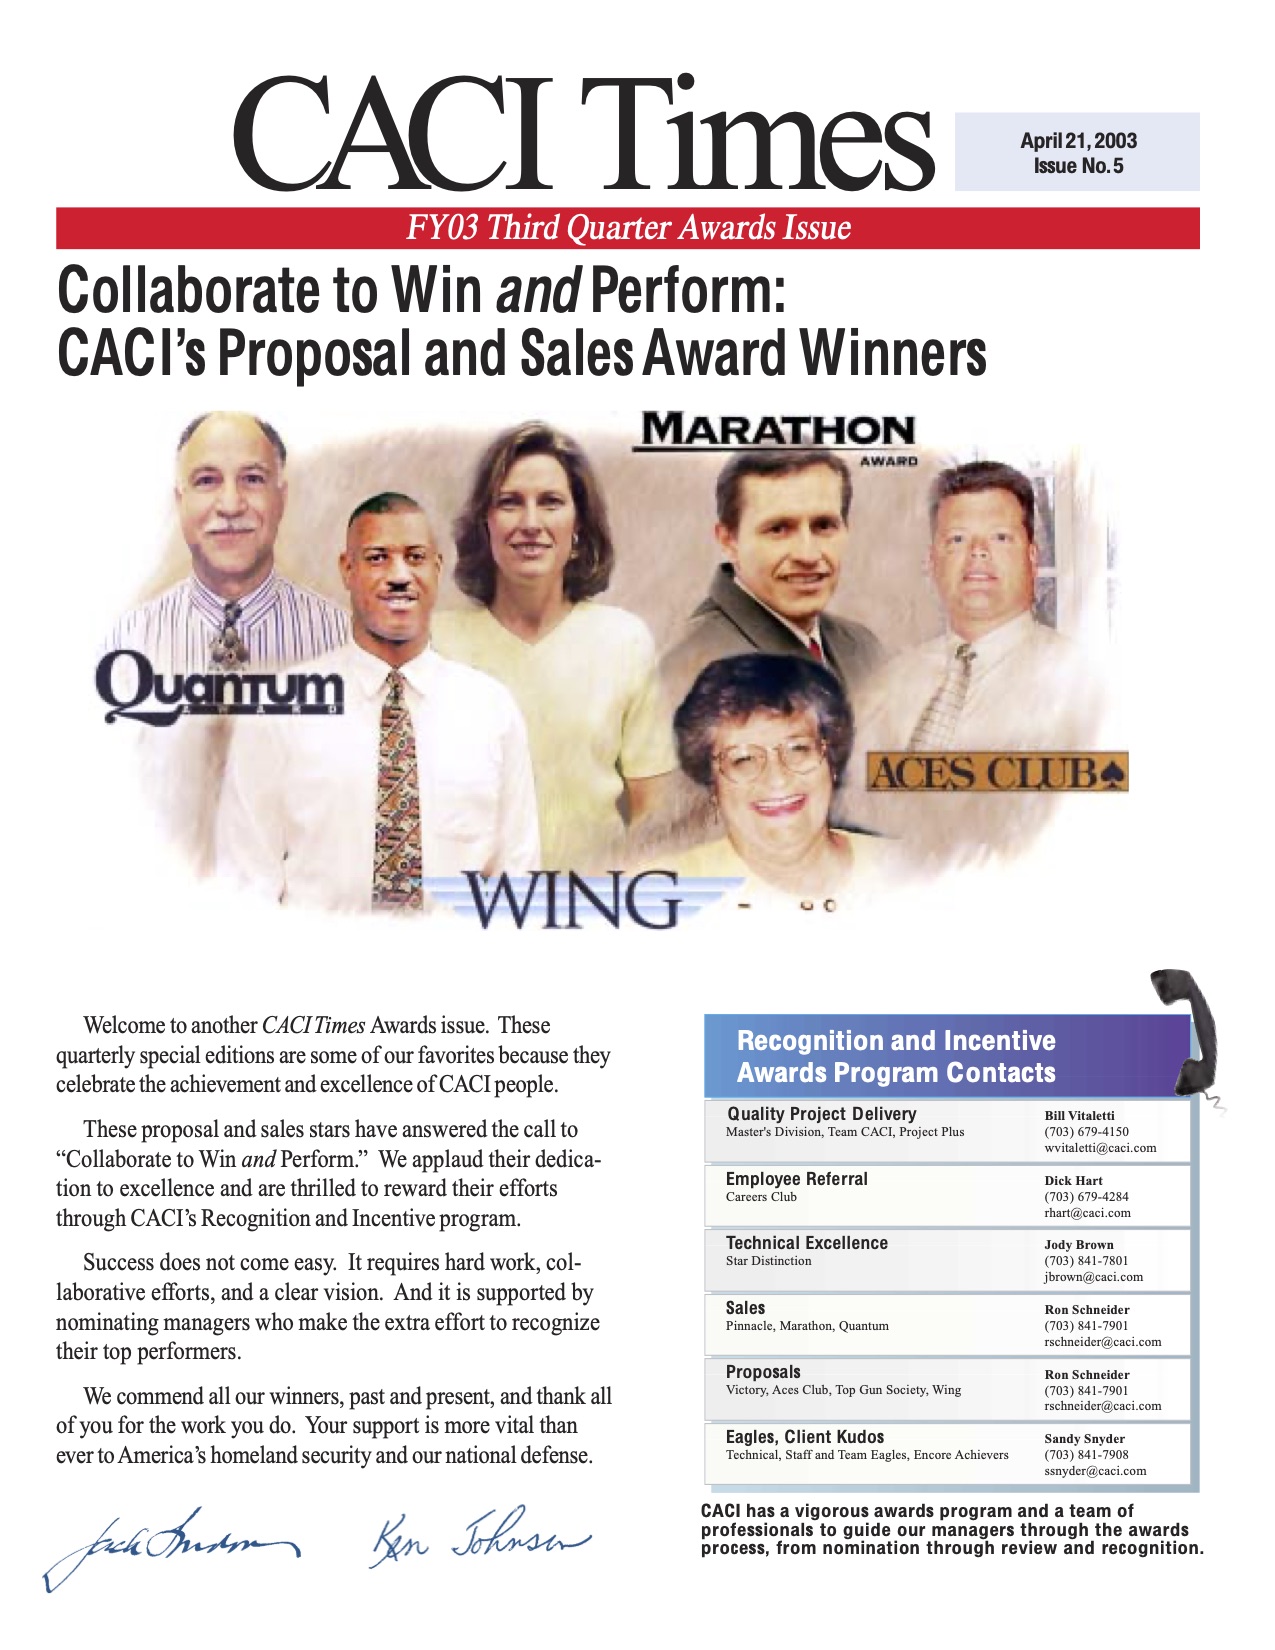 CACI Times
April 21, 2003
Issue No. 5
FY03 Third Quarter Awards Issue
Collaborate to Win and Perform:
CACI's Proposal and Sales Award Winners
MARATHON
AWARD
QUANTUM
AWARD
ACES CLUB♠
WING
Welcome to another CACI Times Awards issue. These
quarterly special editions are some of our favorites because they
celebrate the achievement and excellence of CACI people.
These proposal and sales stars have answered the call to
“Collaborate to Win and Perform.” We applaud their dedica-
tion to excellence and are thrilled to reward their efforts
through CACI’s Recognition and Incentive program.
Success does not come easy. It requires hard work, col-
laborative efforts, and a clear vision. And it is supported by
nominating managers who make the extra effort to recognize
their top performers.
We commend all our winners, past and present, and thank all
of you for the work you do. Your support is more vital than
ever to America’s homeland security and our national defense.
Jack London
Ken Johnson
Recognition and Incentive
Awards Program Contacts
Quality Project Delivery
Master's Division, Team CACI, Project Plus
Bill Vitaletti
(703) 679-4150
wvitaletti@caci.com
Employee Referral
Careers Club
Dick Hart
(703) 679-4284
rhart@caci.com
Technical Excellence
Star Distinction
Jody Brown
(703) 841-7801
jbrown@caci.com
Sales
Pinnacle, Marathon, Quantum
Ron Schneider
(703) 841-7901
rschneider@caci.com
Proposals
Victory, Aces Club, Top Gun Society, Wing
Ron Schneider
(703) 841-7901
rschneider@caci.com
Eagles, Client Kudos
Technical, Staff and Team Eagles, Encore Achievers
Sandy Snyder
(703) 841-7908
ssnyder@caci.com
CACI has a vigorous awards program and a team of
professionals to guide our managers through the awards
process, from nomination through review and recognition.